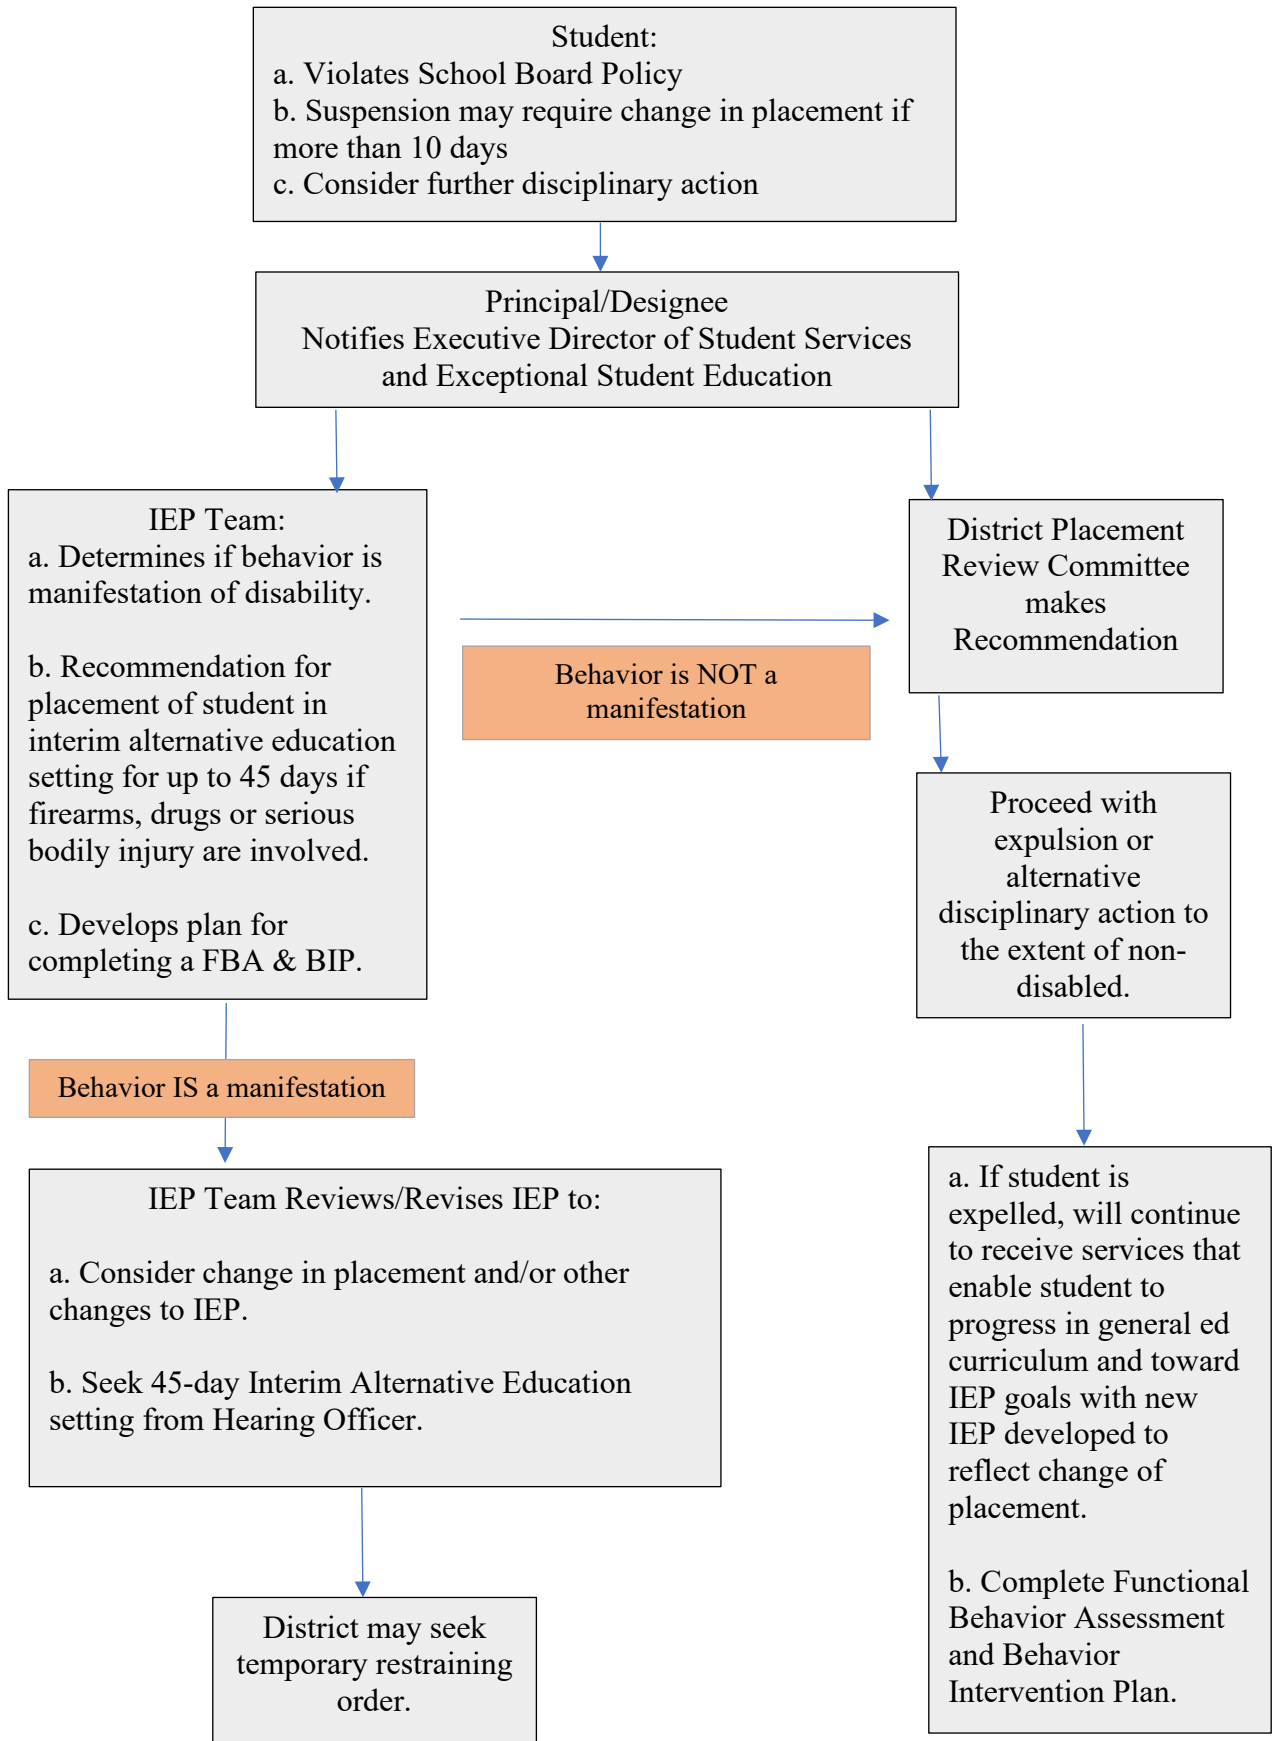 Student:
a. Violates School Board Policy
b. Suspension may require change in placement if
more than 10 days
c. Consider further disciplinary action
Principal/Designee
Notifies Executive Director of Student Services
and Exceptional Student Education
IEP Team:
a. Determines if behavior is
manifestation of disability.
b. Recommendation for
placement of student in
interim alternative education
setting for up to 45 days if
firearms, drugs or serious
bodily injury are involved.
c. Develops plan for
completing a FBA & BIP.
Behavior is NOT a
manifestation
District Placement
Review Committee
makes
Recommendation
Proceed with
expulsion or
alternative
disciplinary action to
the extent of non-
disabled.
Behavior IS a manifestation
IEP Team Reviews/Revises IEP to:
a. Consider change in placement and/or other
changes to IEP.
b. Seek 45-day Interim Alternative Education
setting from Hearing Officer.
District may seek
temporary restraining
order.
a. If student is
expelled, will continue
to receive services that
enable student to
progress in general ed
curriculum and toward
IEP goals with new
IEP developed to
reflect change of
placement.
b. Complete Functional
Behavior Assessment
and Behavior
Intervention Plan.